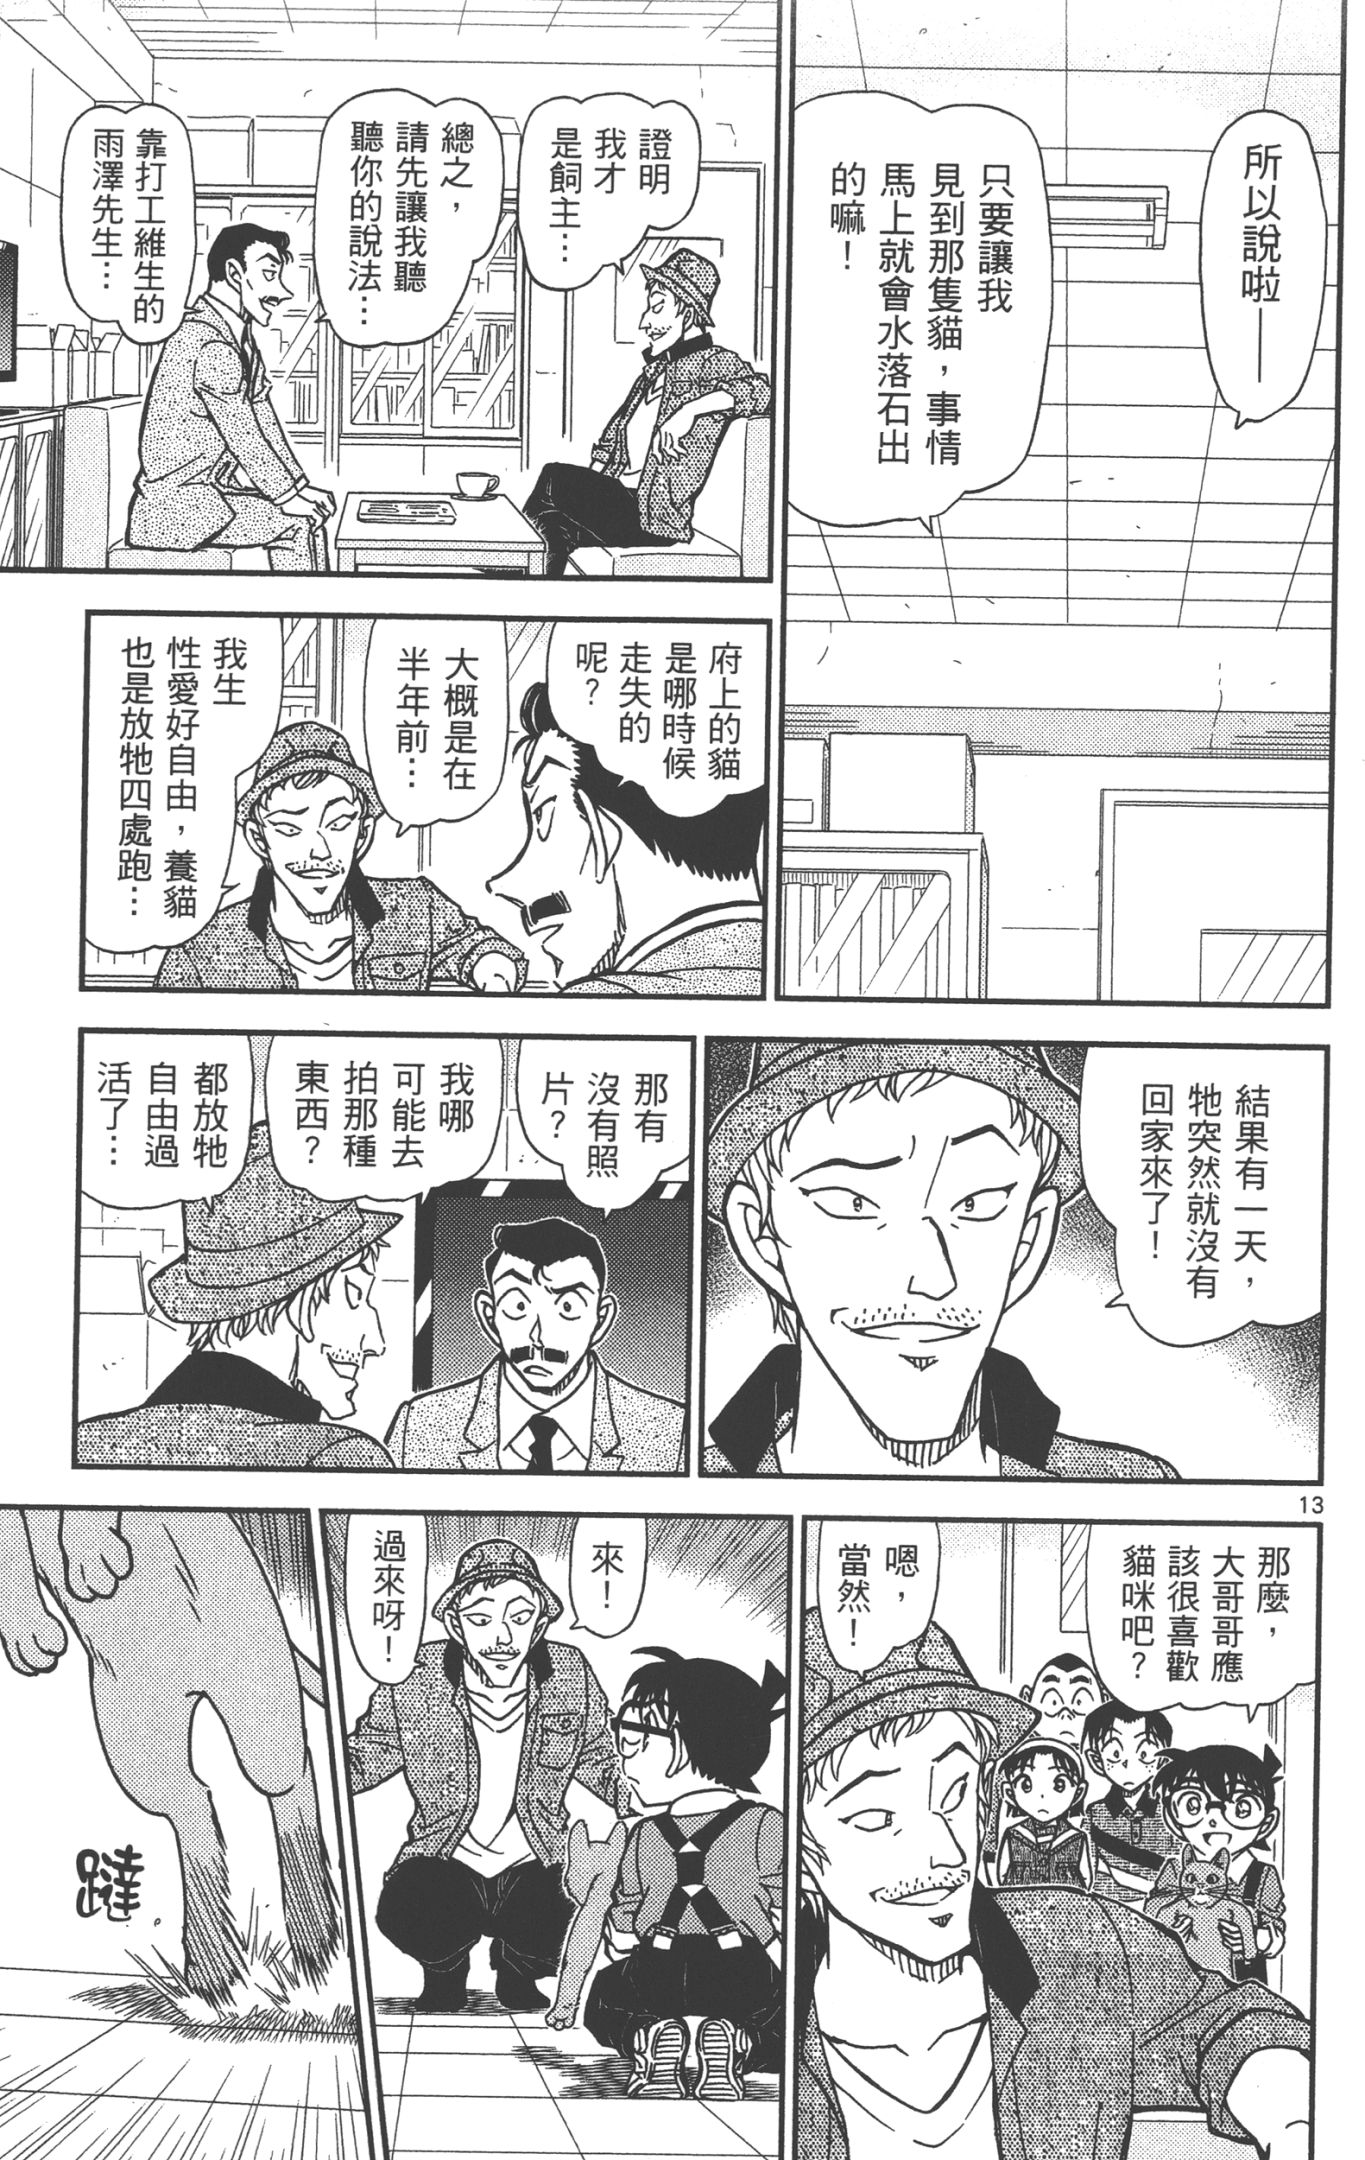 所以說啦——
只要讓我
見到那隻貓，事情
馬上就會水落石出
的嘛！
證明
我才
是飼主…
總之，
請先讓我聽
聽你的說法…
靠打工維生的
雨澤先生…
府上的貓
是哪時候
走失的
呢？
大概是在
半年前…
我生
性愛好自由，養貓
也是放牠四處跑…
結果有一天，
牠突然就沒有
回家來了！
那有
沒有照
片？
我哪
可能去
拍那種
東西？
都放牠
自由過
活了…
13
那麼，
大哥哥應
該很喜歡
貓咪吧？
嗯，
當然！
來！
過來呀！
躂